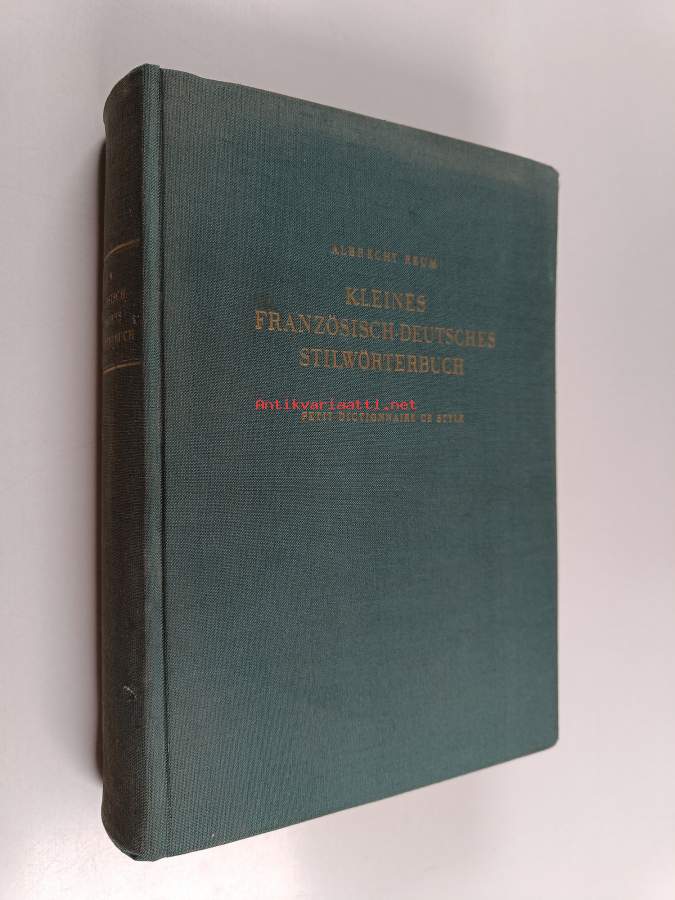 ALBRECHT REUM
KLEINES
FRANZÖSISCH-DEUTSCHES
STILWÖRTERBUCH
Antikvariaatti.net
PETIT DICTIONNAIRE DE STYLE